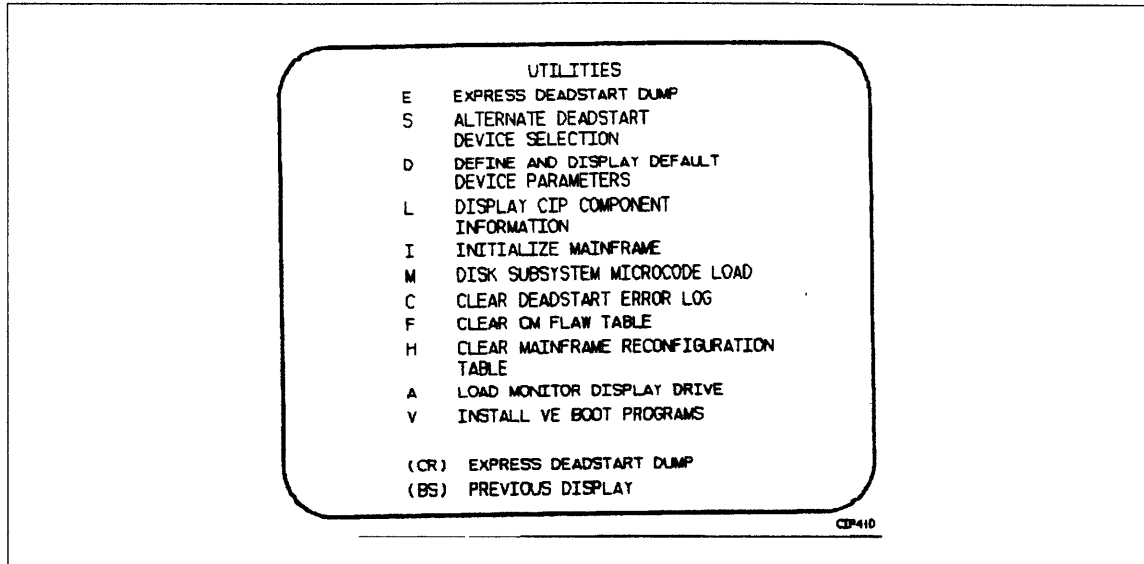 UTILITIES
E EXPRESS DEADSTART DUMP
S ALTERNATE DEADSTART
DEVICE SELECTION
D DEFINE AND DISPLAY DEFAULT
DEVICE PARAMETERS
L DISPLAY CIP COMPONENT
INFORMATION
I INITIALIZE MAINFRAME
M DISK SUBSYSTEM MICROCODE LOAD
C CLEAR DEADSTART ERROR LOG
F CLEAR CM FLAW TABLE
H CLEAR MAINFRAME RECONFIGURATION
TABLE
A LOAD MONITOR DISPLAY DRIVE
V INSTALL VE BOOT PROGRAMS
(CR) EXPRESS DEADSTART DUMP
(BS) PREVIOUS DISPLAY
CIP41D